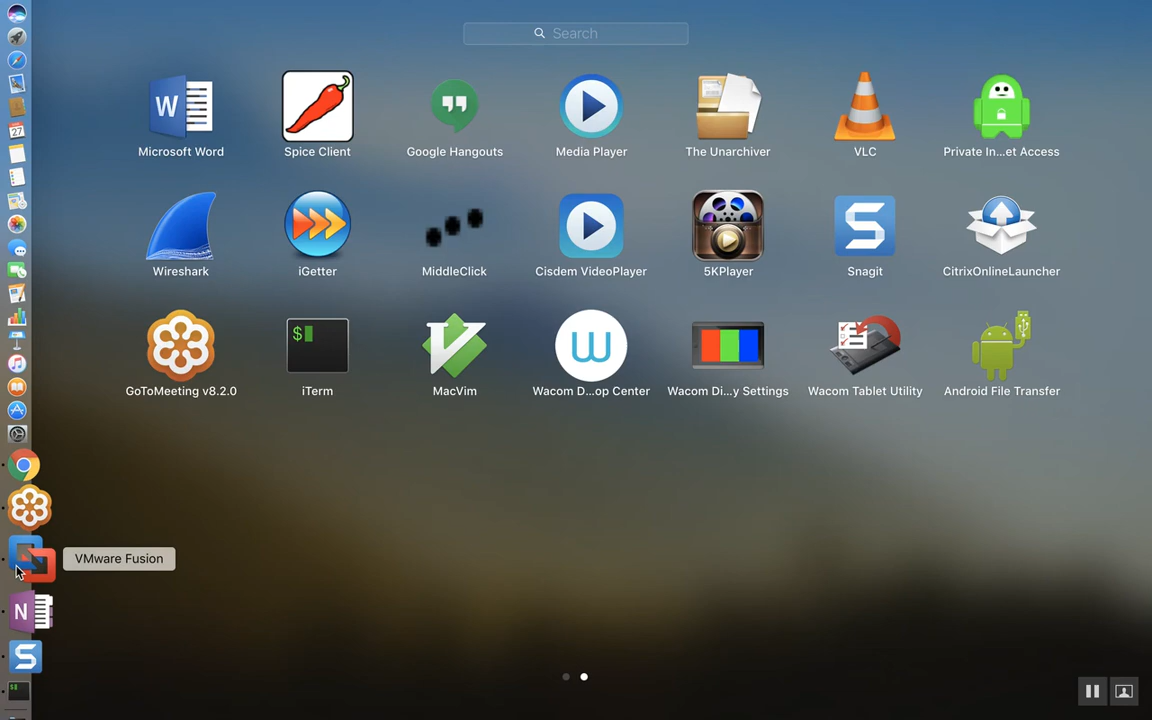 Search
W
Microsoft Word
Spice Client
Google Hangouts
Media Player
The Unarchiver
VLC
Private In...et Access
Wireshark
iGetter
MiddleClick
Cisdem VideoPlayer
5KPlayer
S
Snagit
CitrixOnlineLauncher
GoToMeeting v8.2.0
$
iTerm
V
MacVim
W
Wacom D...op Center
Wacom Di...y Settings
Wacom Tablet Utility
Android File Transfer
27
VMware Fusion
N
S
$